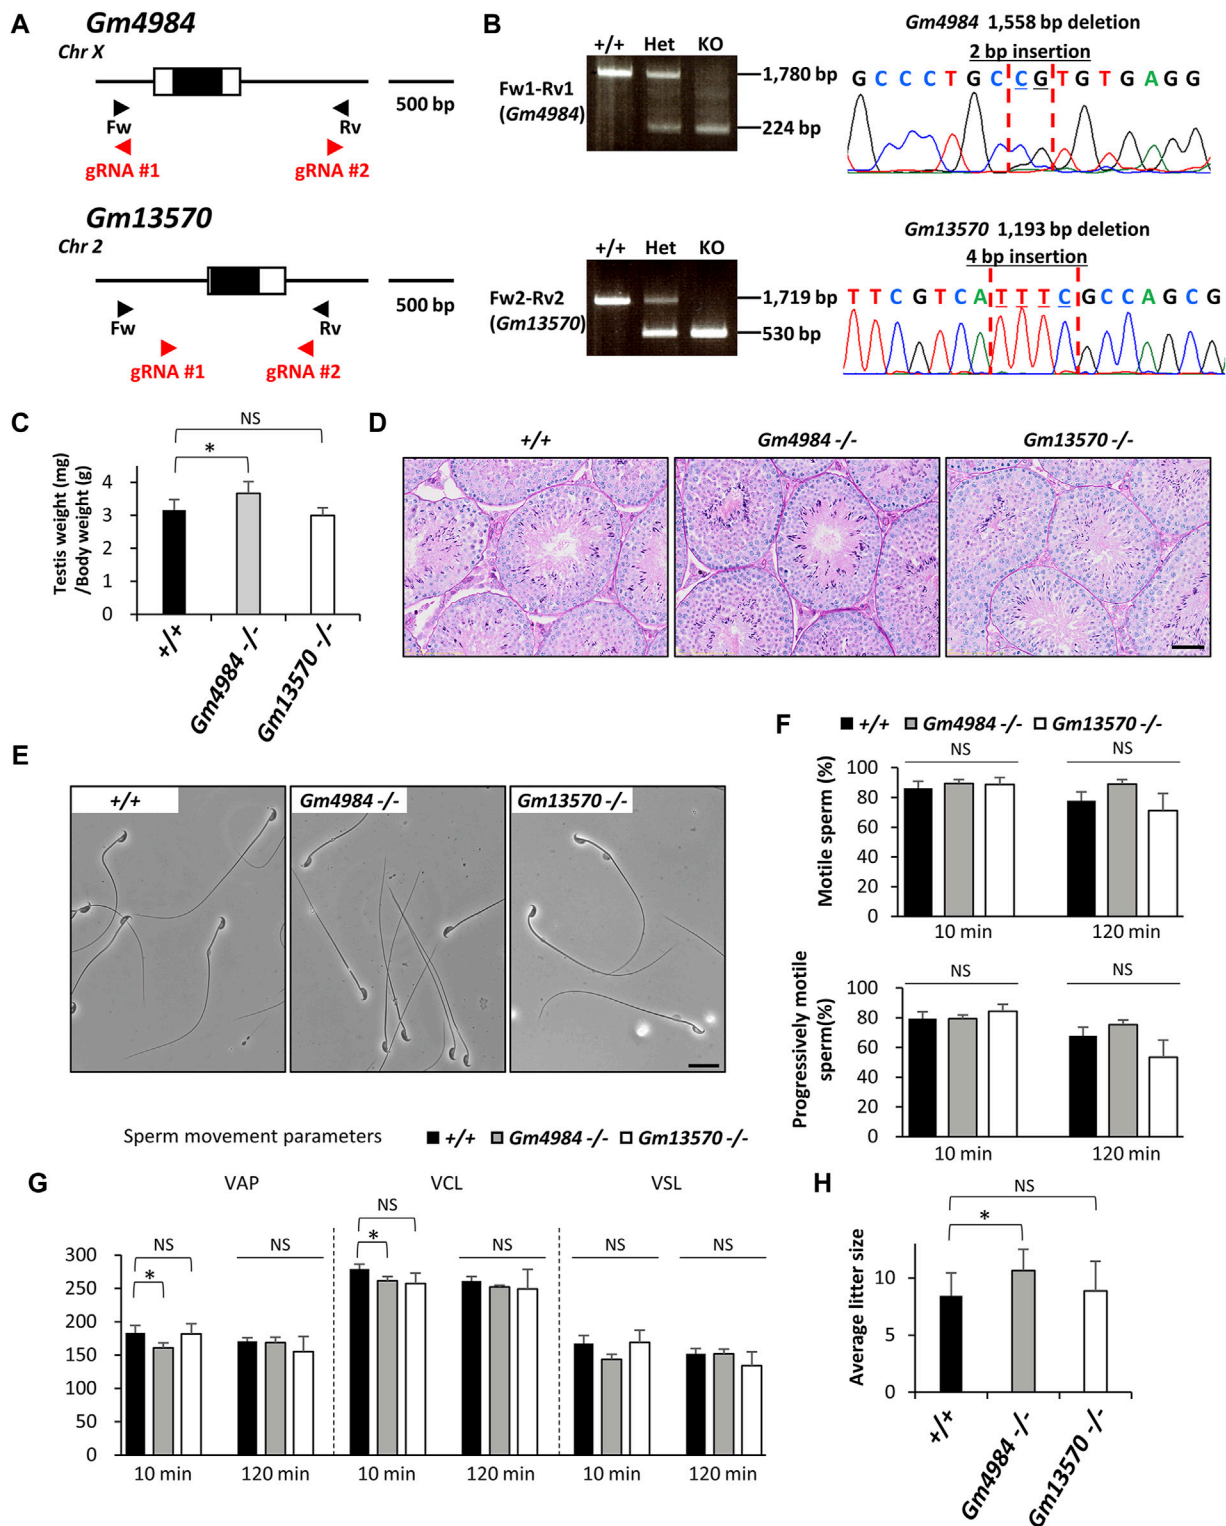 A
Gm4984
Chr X
500 bp
Fw
Rv
gRNA #1
gRNA #2
Gm13570
Chr 2
500 bp
Fw
Rv
gRNA #1
gRNA #2
B
+/+ Het KO
Fw1-Rv1
(Gm4984)
1,780 bp
224 bp
Gm4984 1,558 bp deletion
2 bp insertion
G C C C T G C C G T G T G A G G
+/+ Het KO
Fw2-Rv2
(Gm13570)
1,719 bp
530 bp
Gm13570 1,193 bp deletion
4 bp insertion
T T C G T C A T T T C G C C A G C G
C
NS
*
Testis weight (mg)
/Body weight (g)
4
3
2
1
0
+/+
Gm4984 -/-
Gm13570 -/-
D
+/+
Gm4984 -/-
Gm13570 -/-
E
+/+
Gm4984 -/-
Gm13570 -/-
F
+/+ Gm4984 -/- Gm13570 -/-
NS
NS
Motile sperm (%)
100
80
60
40
20
0
10 min
120 min
NS
NS
Progressively motile
sperm(%)
100
80
60
40
20
0
10 min
120 min
Sperm movement parameters
+/+ Gm4984 -/- Gm13570 -/-
G
VAP
VCL
VSL
NS
*
NS
NS
*
NS
NS
NS
300
250
200
150
100
50
0
10 min
120 min
10 min
120 min
10 min
120 min
H
NS
*
Average litter size
10
5
0
+/+
Gm4984 -/-
Gm13570 -/-